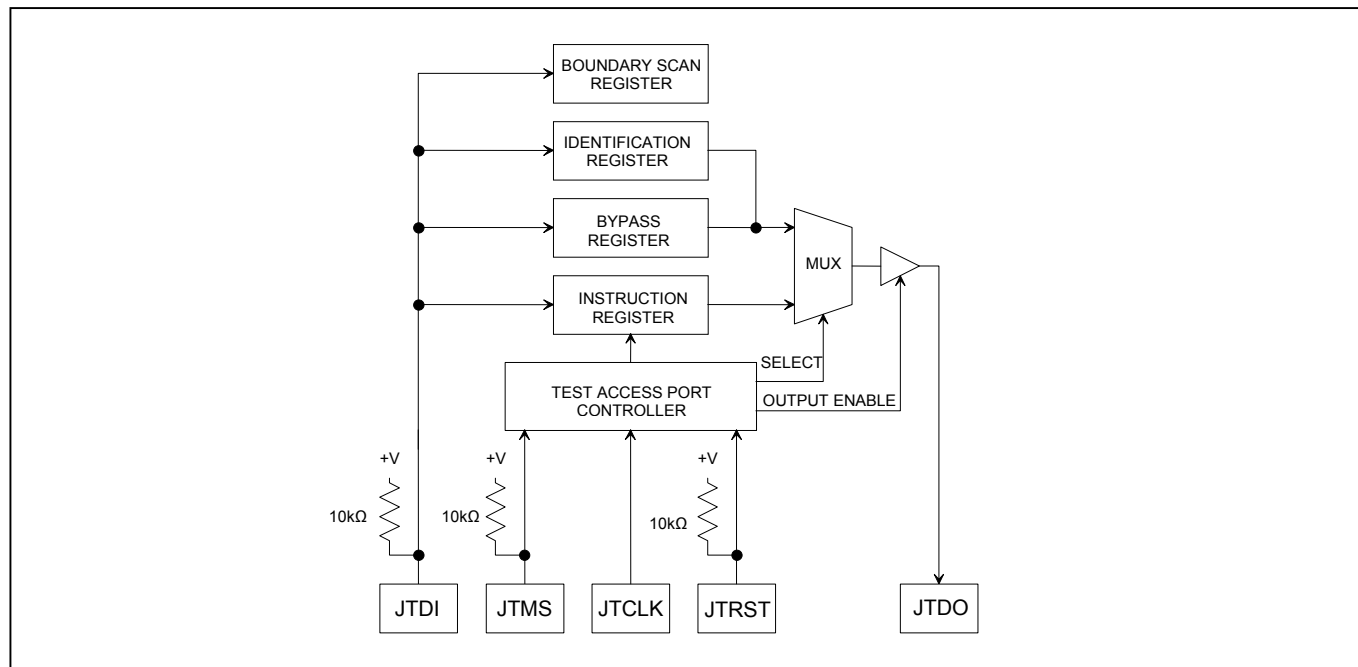 BOUNDARY SCAN
REGISTER
IDENTIFICATION
REGISTER
BYPASS
REGISTER
MUX
INSTRUCTION
REGISTER
SELECT
TEST ACCESS PORT
CONTROLLER
OUTPUT ENABLE
+V
+V
+V
10kΩ
10kΩ
10kΩ
JTDI
JTMS
JTCLK
JTRST
JTDO